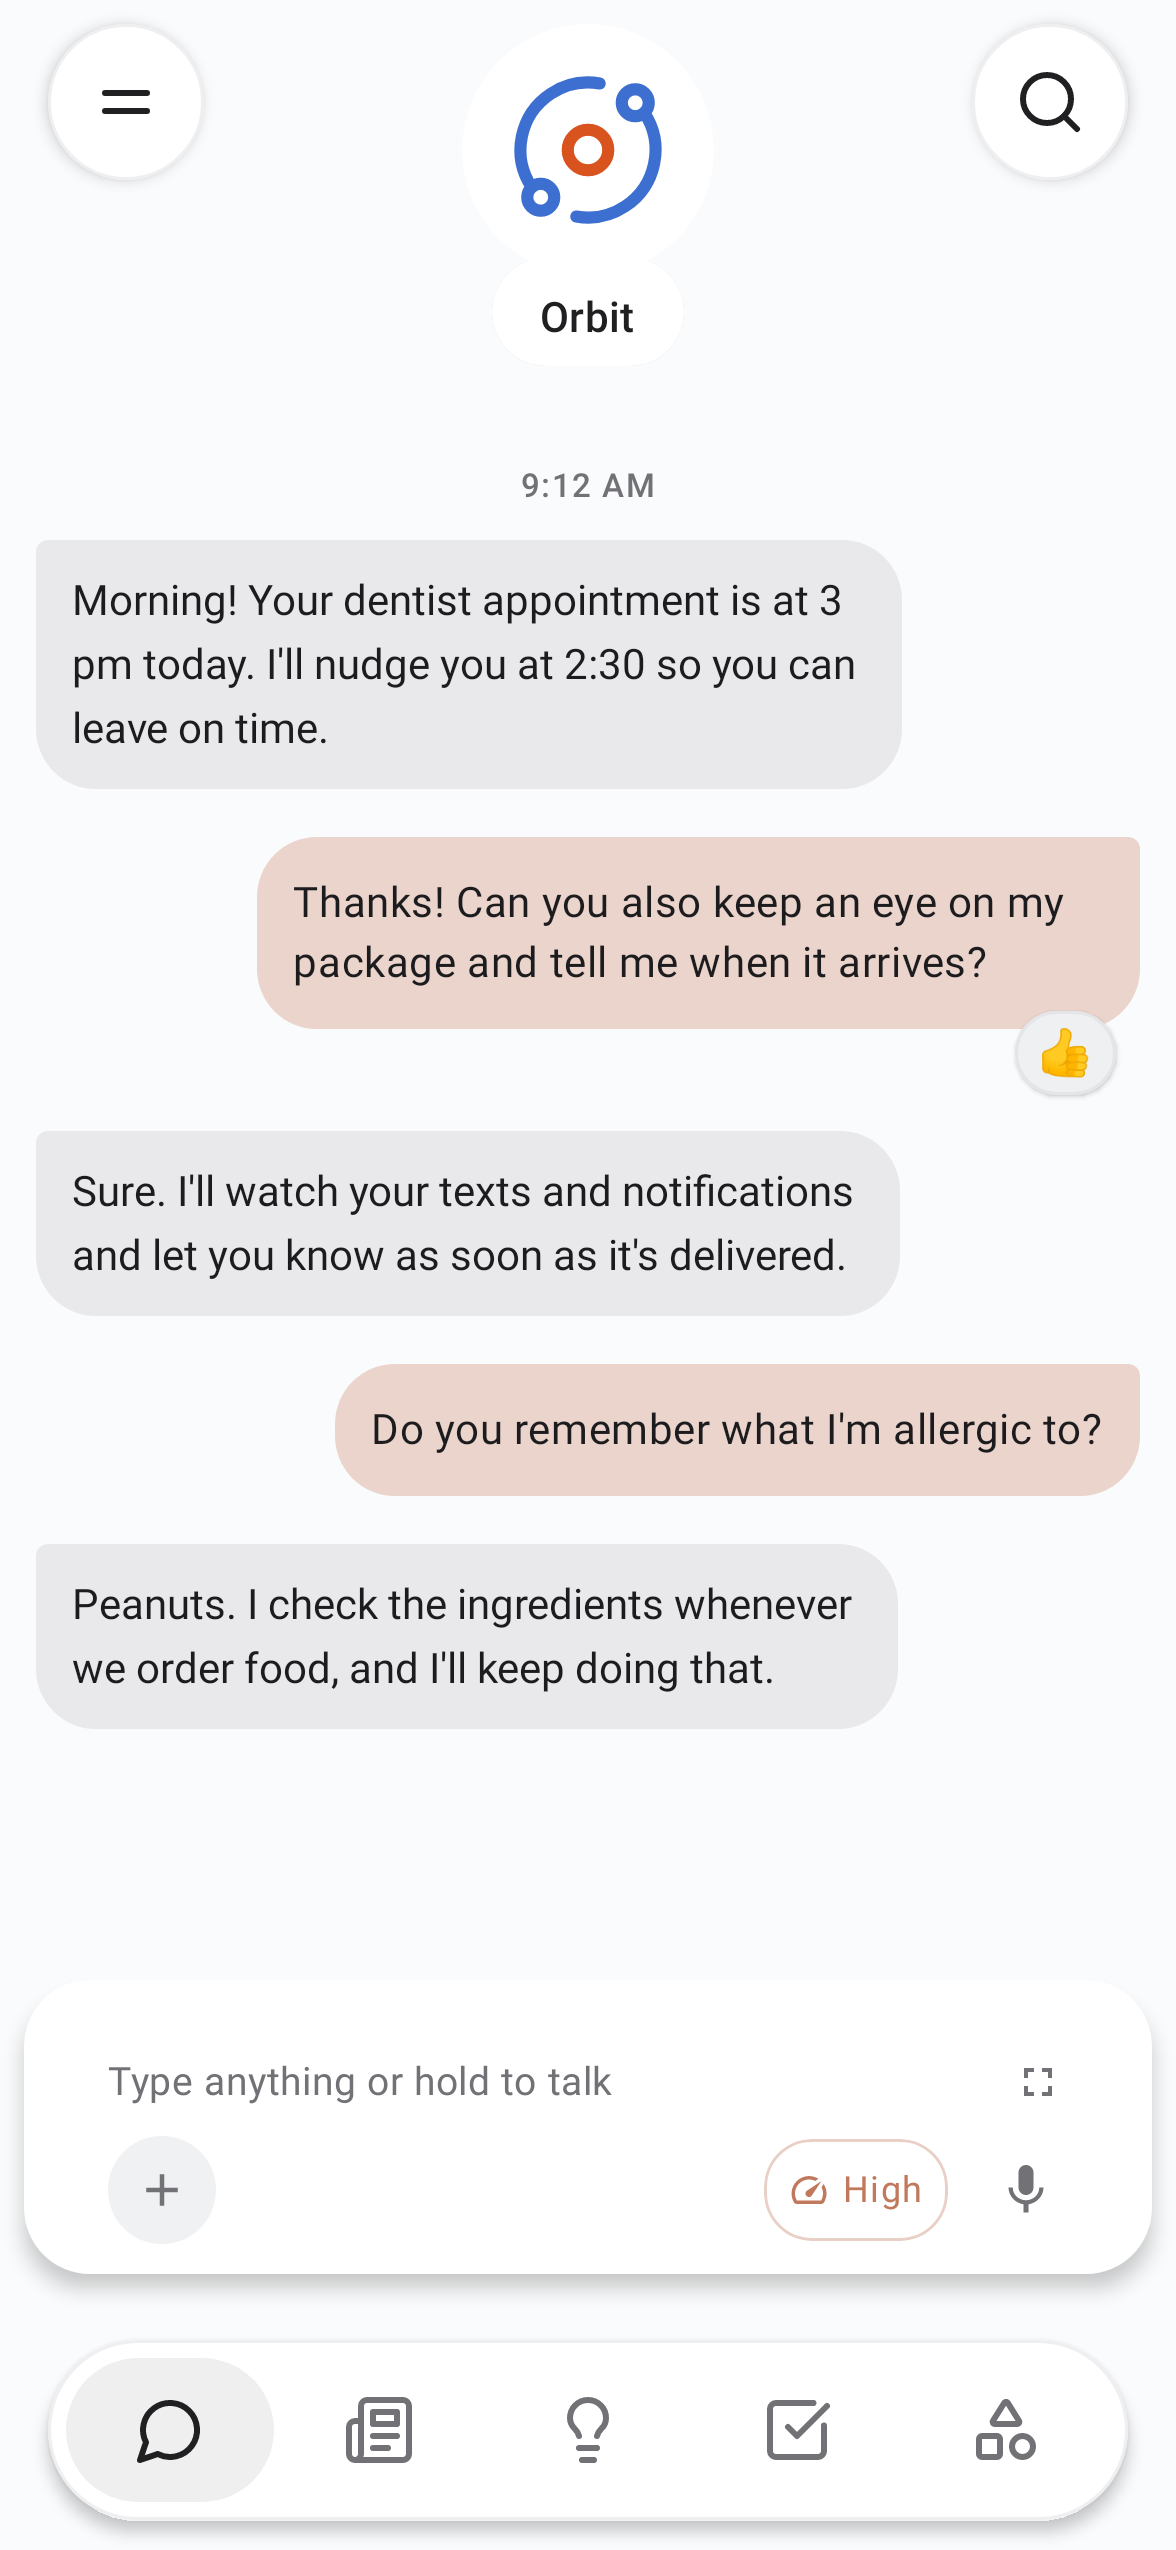 Orbit
9:12 AM
Morning! Your dentist appointment is at 3
pm today. I'll nudge you at 2:30 so you can
leave on time.
Thanks! Can you also keep an eye on my
package and tell me when it arrives?
Sure. I'll watch your texts and notifications
and let you know as soon as it's delivered.
Do you remember what I'm allergic to?
Peanuts. I check the ingredients whenever
we order food, and I'll keep doing that.
Type anything or hold to talk
High